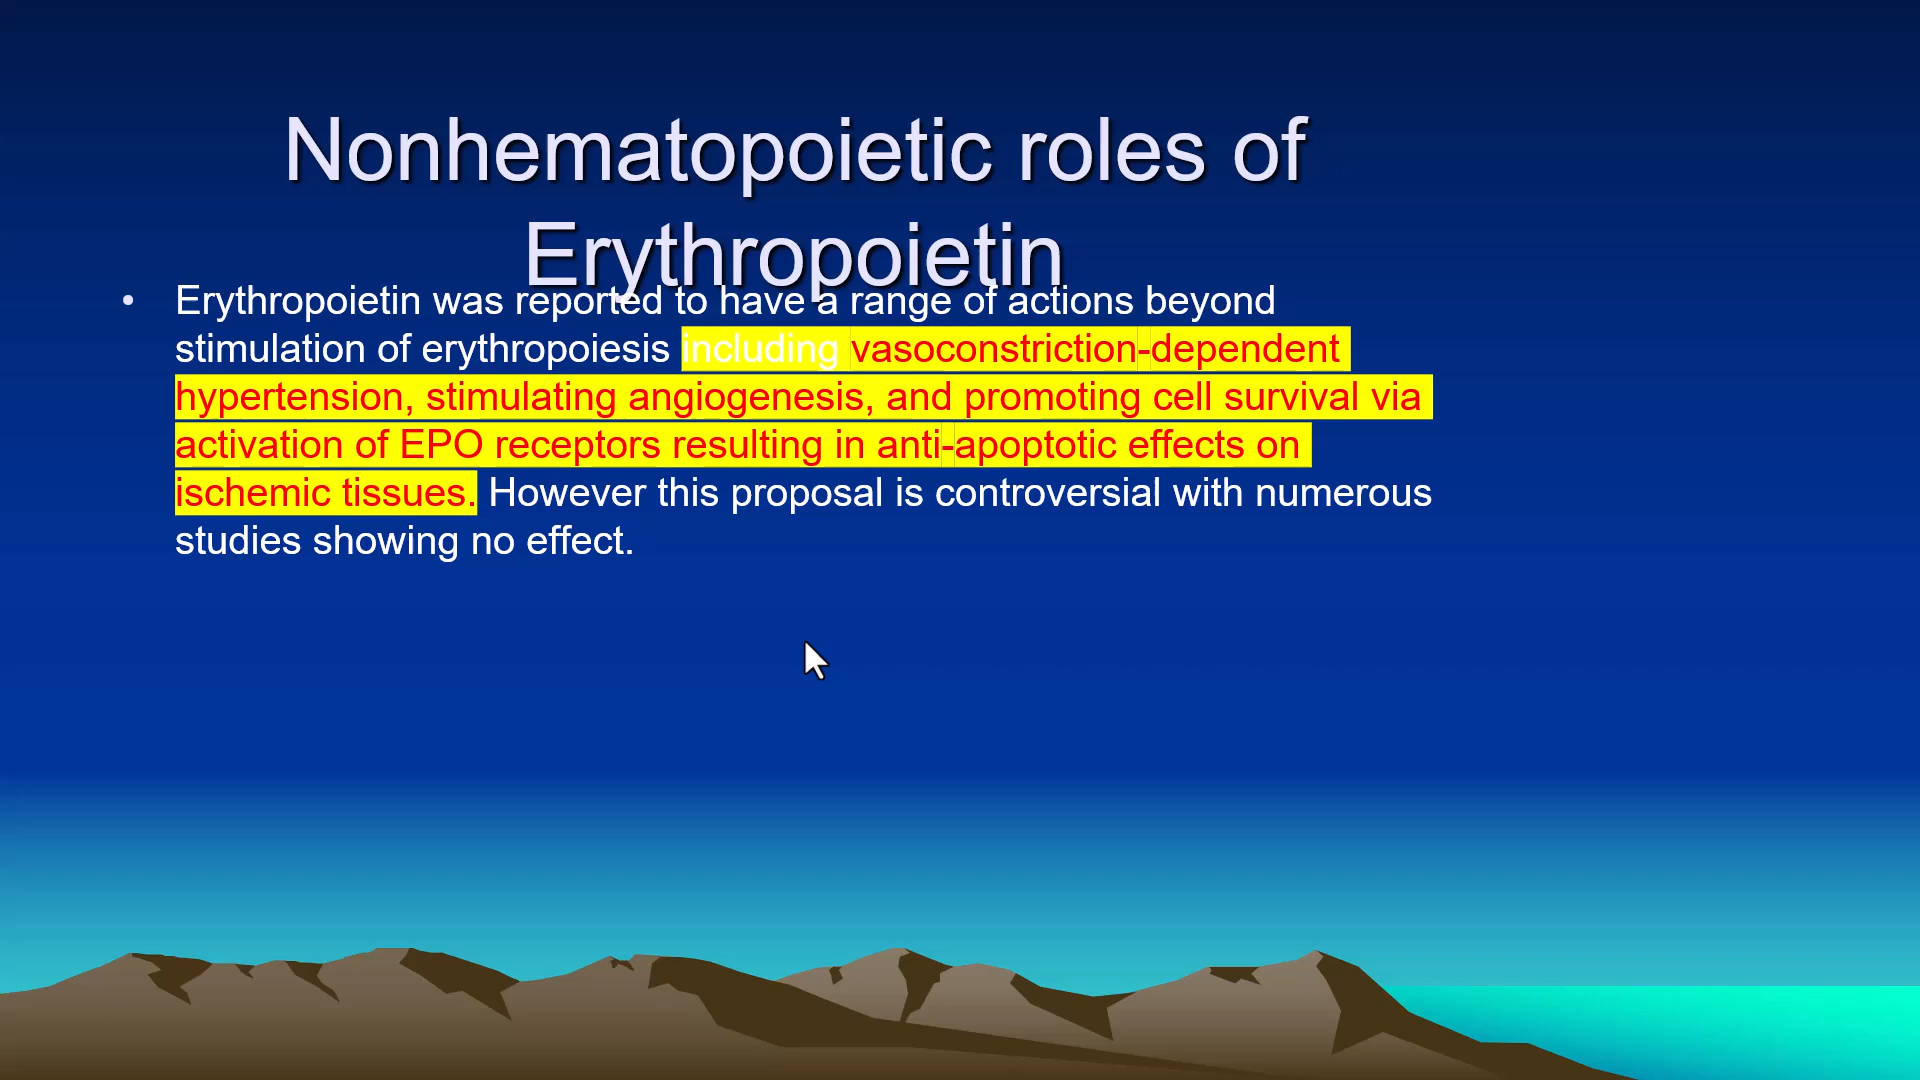 Nonhematopoietic roles of
Erythropoietin
• Erythropoietin was reported to have a range of actions beyond
stimulation of erythropoiesis including vasoconstriction-dependent
hypertension, stimulating angiogenesis, and promoting cell survival via
activation of EPO receptors resulting in anti-apoptotic effects on
ischemic tissues. However this proposal is controversial with numerous
studies showing no effect.